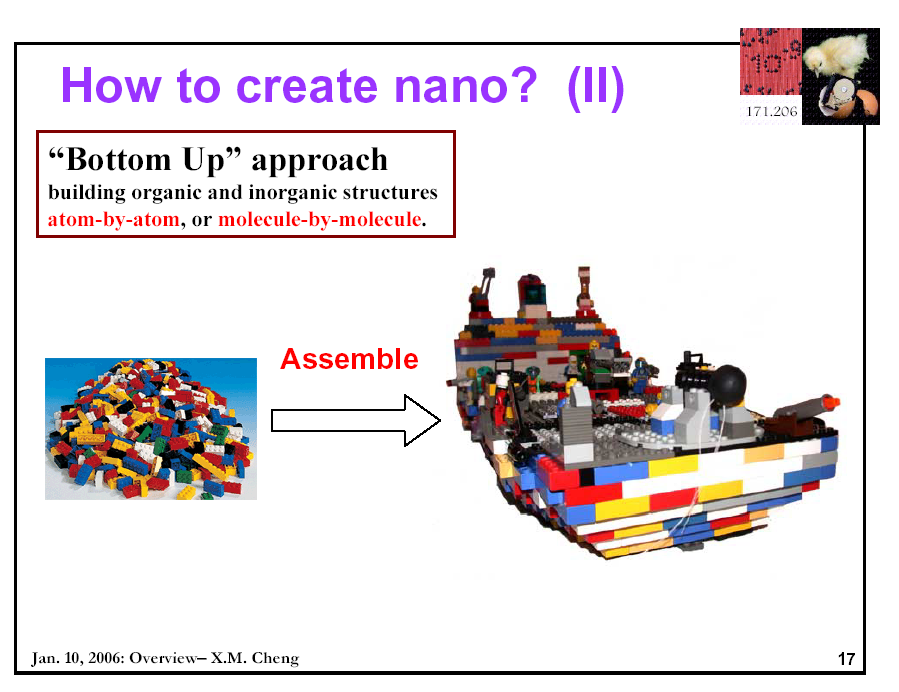 How to create nano?  (II)
171.206
“Bottom Up” approach
building organic and inorganic structures
atom-by-atom, or molecule-by-molecule.
Assemble
Jan. 10, 2006: Overview– X.M. Cheng
17